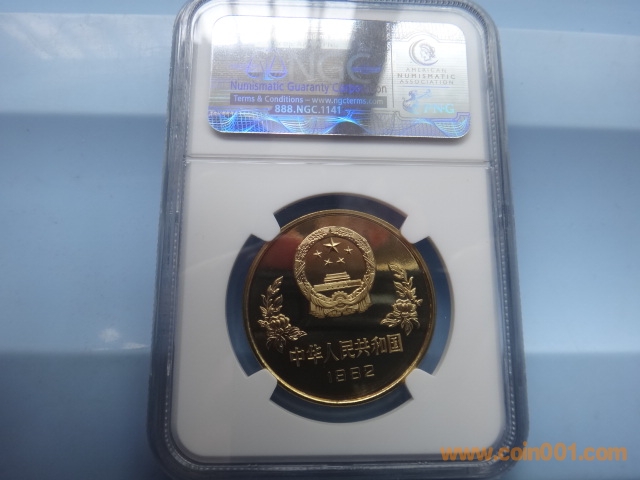 NGC
AMERICAN
NUMISMATIC
ASSOCIATION
Numismatic Guaranty Corporation
Terms & Conditions – www.ngcterms.com
888.NGC.1141
中华人民共和国
1982
www.coin001.com